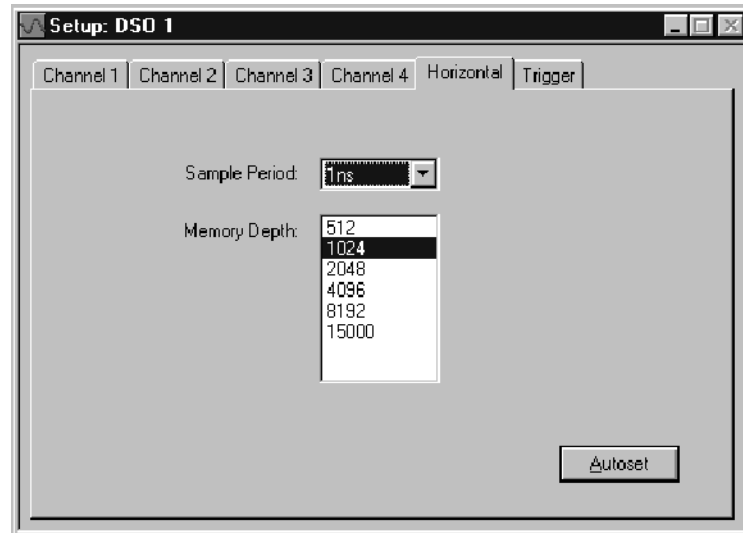 Setup: DSO 1
Channel 1 Channel 2 Channel 3 Channel 4 Horizontal Trigger
Sample Period: 1ns
Memory Depth: 512
1024
2048
4096
8192
15000
Autoset